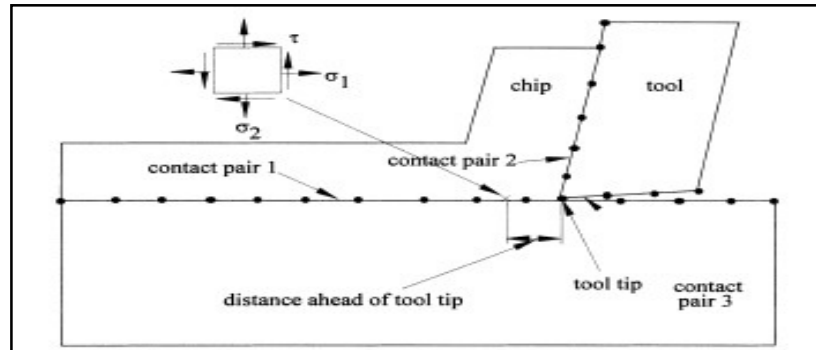 τ
σ1
σ2
chip
tool
contact pair 2
contact pair 1
distance ahead of tool tip
tool tip
contact
pair 3